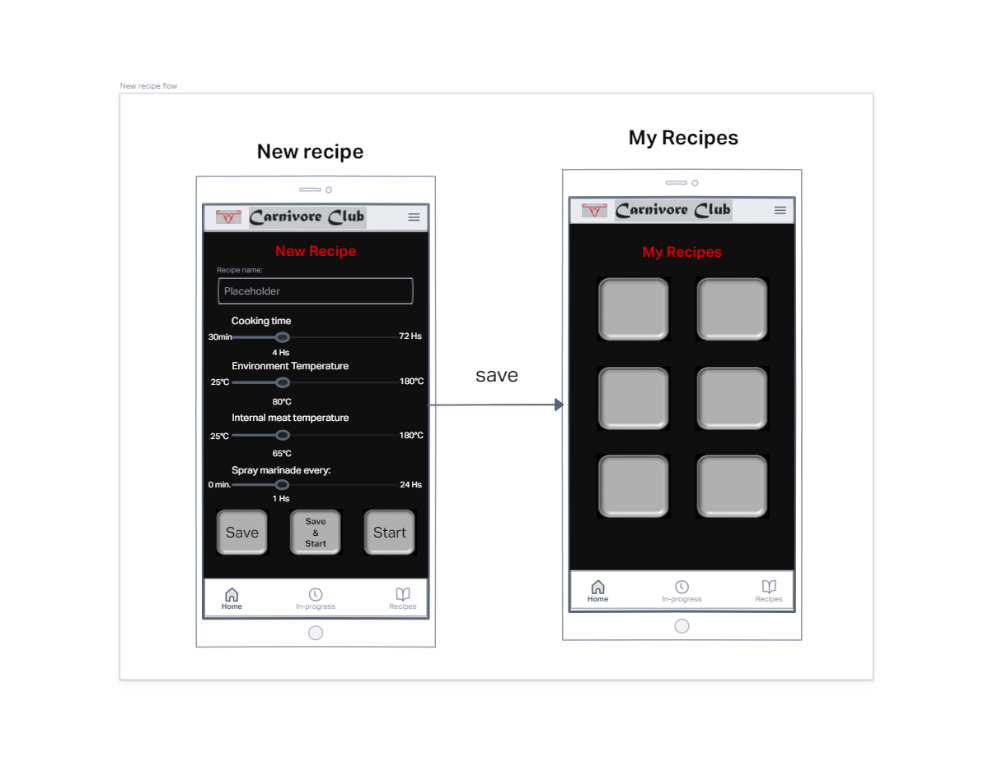 New recipe flow
New recipe
Carnivore Club
New Recipe
Recipe name:
Placeholder
Cooking time
30min 72 Hs
4 Hs
Environment Temperature
25°C 180°C
80°C
Internal meat temperature
25°C 180°C
65°C
Spray marinade every:
0 min. 24 Hs
1 Hs
Save
Save
&
Start
Start
Home In-progress Recipes
save
My Recipes
Carnivore Club
My Recipes
Home In-progress Recipes